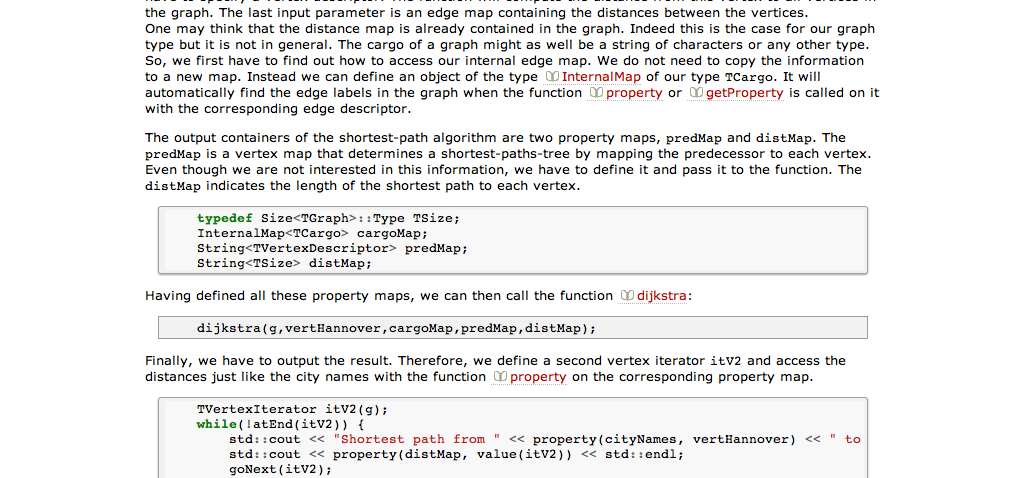 the graph. The last input parameter is an edge map containing the distances between the vertices.
One may think that the distance map is already contained in the graph. Indeed this is the case for our graph
type but it is not in general. The cargo of a graph might as well be a string of characters or any other type.
So, we first have to find out how to access our internal edge map. We do not need to copy the information
to a new map. Instead we can define an object of the type InternalMap of our type TCargo. It will
automatically find the edge labels in the graph when the function property or getProperty is called on it
with the corresponding edge descriptor.
The output containers of the shortest-path algorithm are two property maps, predMap and distMap. The
predMap is a vertex map that determines a shortest-paths-tree by mapping the predecessor to each vertex.
Even though we are not interested in this information, we have to define it and pass it to the function. The
distMap indicates the length of the shortest path to each vertex.
typedef Size<TGraph>::Type TSize;
InternalMap<TCargo> cargoMap;
String<TVertexDescriptor> predMap;
String<TSize> distMap;
Having defined all these property maps, we can then call the function dijkstra:
dijkstra(g,vertHannover,cargoMap,predMap,distMap);
Finally, we have to output the result. Therefore, we define a second vertex iterator itV2 and access the
distances just like the city names with the function property on the corresponding property map.
TVertexIterator itV2(g);
while(!atEnd(itV2)) {
std::cout << "Shortest path from " << property(cityNames, vertHannover) << " to
std::cout << property(distMap, value(itV2)) << std::endl;
goNext(itV2);